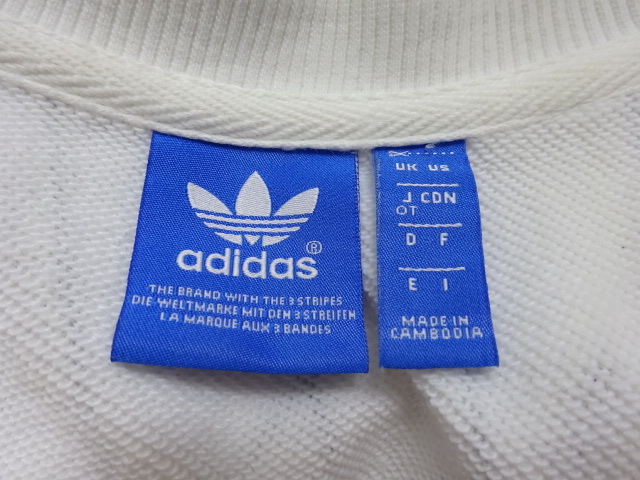 adidas®
THE BRAND WITH THE 3 STRIPES
DIE WELTMARKE MIT DEN 3 STREIFEN
LA MARQUE AUX 3 BANDES
UK US
J CDN
OT
D F
E I
MADE IN
CAMBODIA